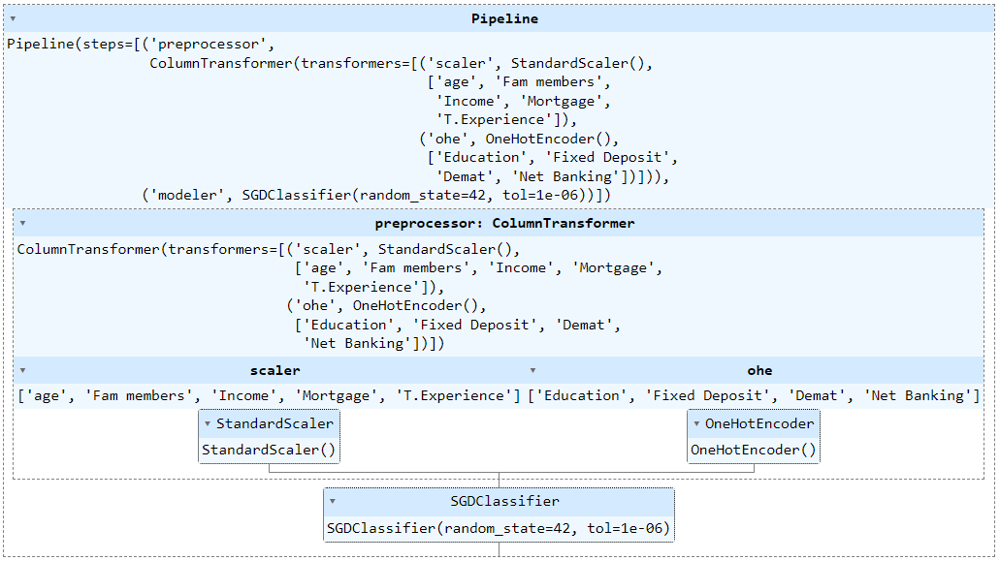 Pipeline
Pipeline(steps=[('preprocessor',
ColumnTransformer(transformers=[('scaler', StandardScaler(),
['age', 'Fam members',
'Income', 'Mortgage',
'T.Experience']),
('ohe', OneHotEncoder(),
['Education', 'Fixed Deposit',
'Demat', 'Net Banking'])])),
('modeler', SGDClassifier(random_state=42, tol=1e-06))])
preprocessor: ColumnTransformer
ColumnTransformer(transformers=[('scaler', StandardScaler(),
['age', 'Fam members', 'Income', 'Mortgage',
'T.Experience']),
('ohe', OneHotEncoder(),
['Education', 'Fixed Deposit', 'Demat',
'Net Banking'])])
scaler
['age', 'Fam members', 'Income', 'Mortgage', 'T.Experience']
StandardScaler
StandardScaler()
ohe
['Education', 'Fixed Deposit', 'Demat', 'Net Banking']
OneHotEncoder
OneHotEncoder()
SGDClassifier
SGDClassifier(random_state=42, tol=1e-06)